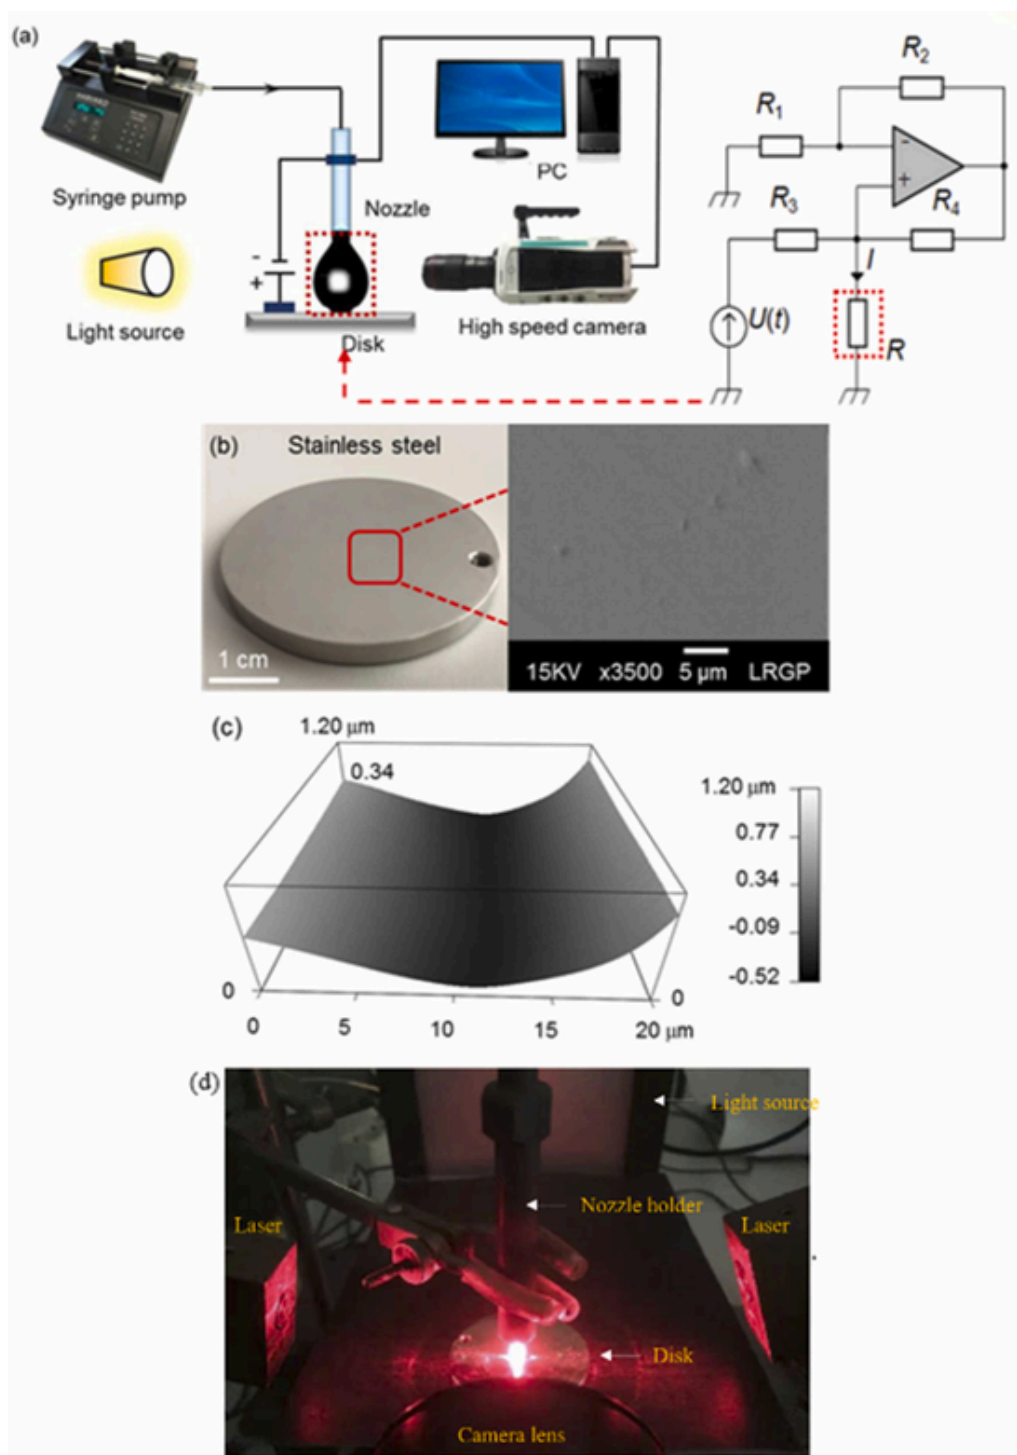 (a)
Syringe pump
Light source
Nozzle
-
+
Disk
PC
High speed camera
R1
R2
-
+
R3
R4
I
U(t)
R
(b)
Stainless steel
1 cm
15KV x3500 5 µm LRGP
(c)
1.20 µm
0.34
0
0
0 5 10 15 20 µm
1.20 µm
0.77
0.34
-0.09
-0.52
(d)
Light source
Nozzle holder
Laser
Laser
Disk
Camera lens